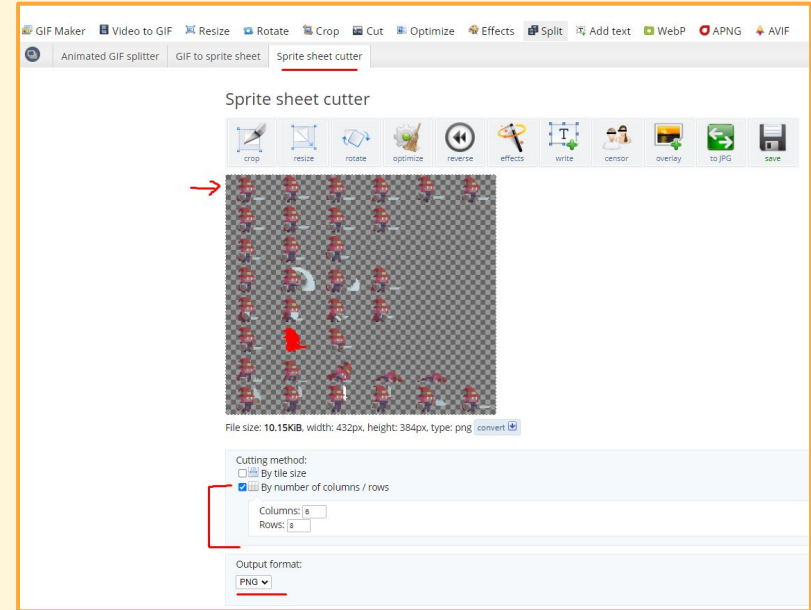 GIF Maker Video to GIF Resize Rotate Crop Cut Optimize Effects Split Add text WebP APNG AVIF
Animated GIF splitter GIF to sprite sheet Sprite sheet cutter
Sprite sheet cutter
crop resize rotate optimize reverse effects write censor overlay to JPG save
File size: 10.15KiB, width: 432px, height: 384px, type: png convert
Cutting method:
By tile size
By number of columns / rows
Columns: 6
Rows: 8
Output format:
PNG